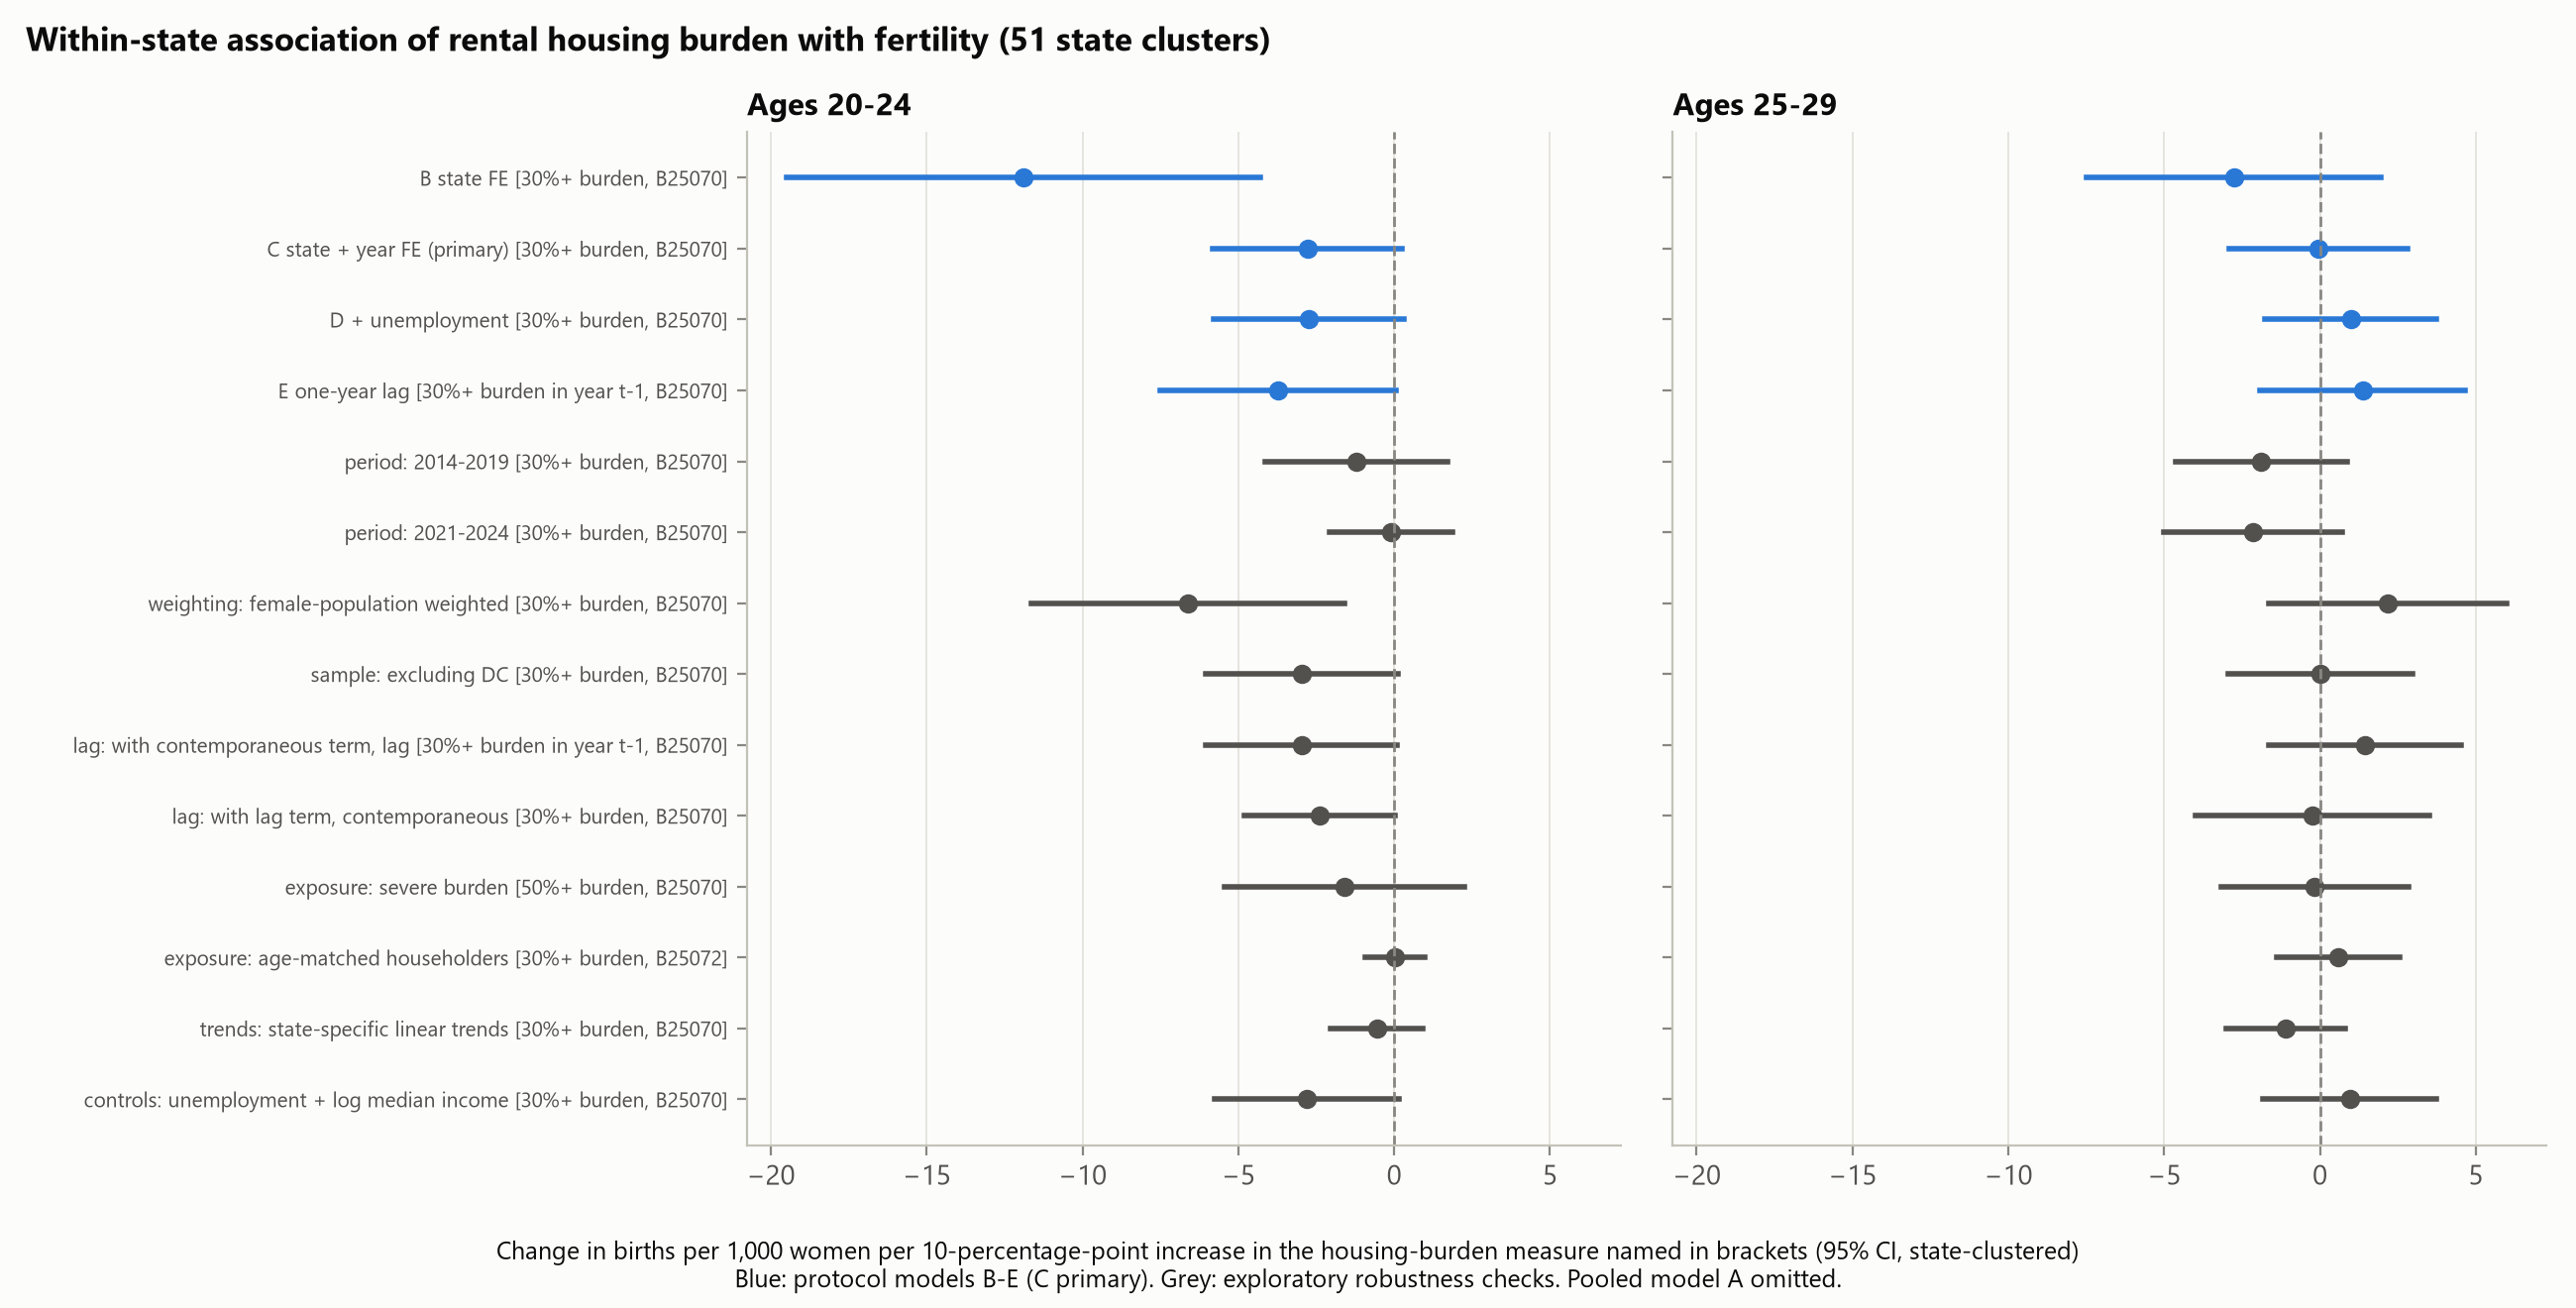 Within-state association of rental housing burden with fertility (51 state clusters)
Ages 20-24
Ages 25-29
B state FE [30%+ burden, B25070]
C state + year FE (primary) [30%+ burden, B25070]
D + unemployment [30%+ burden, B25070]
E one-year lag [30%+ burden in year t-1, B25070]
period: 2014-2019 [30%+ burden, B25070]
period: 2021-2024 [30%+ burden, B25070]
weighting: female-population weighted [30%+ burden, B25070]
sample: excluding DC [30%+ burden, B25070]
lag: with contemporaneous term, lag [30%+ burden in year t-1, B25070]
lag: with lag term, contemporaneous [30%+ burden, B25070]
exposure: severe burden [50%+ burden, B25070]
exposure: age-matched householders [30%+ burden, B25072]
trends: state-specific linear trends [30%+ burden, B25070]
controls: unemployment + log median income [30%+ burden, B25070]
−20 −15 −10 −5 0 5
−20 −15 −10 −5 0 5
Change in births per 1,000 women per 10-percentage-point increase in the housing-burden measure named in brackets (95% CI, state-clustered)
Blue: protocol models B-E (C primary). Grey: exploratory robustness checks. Pooled model A omitted.